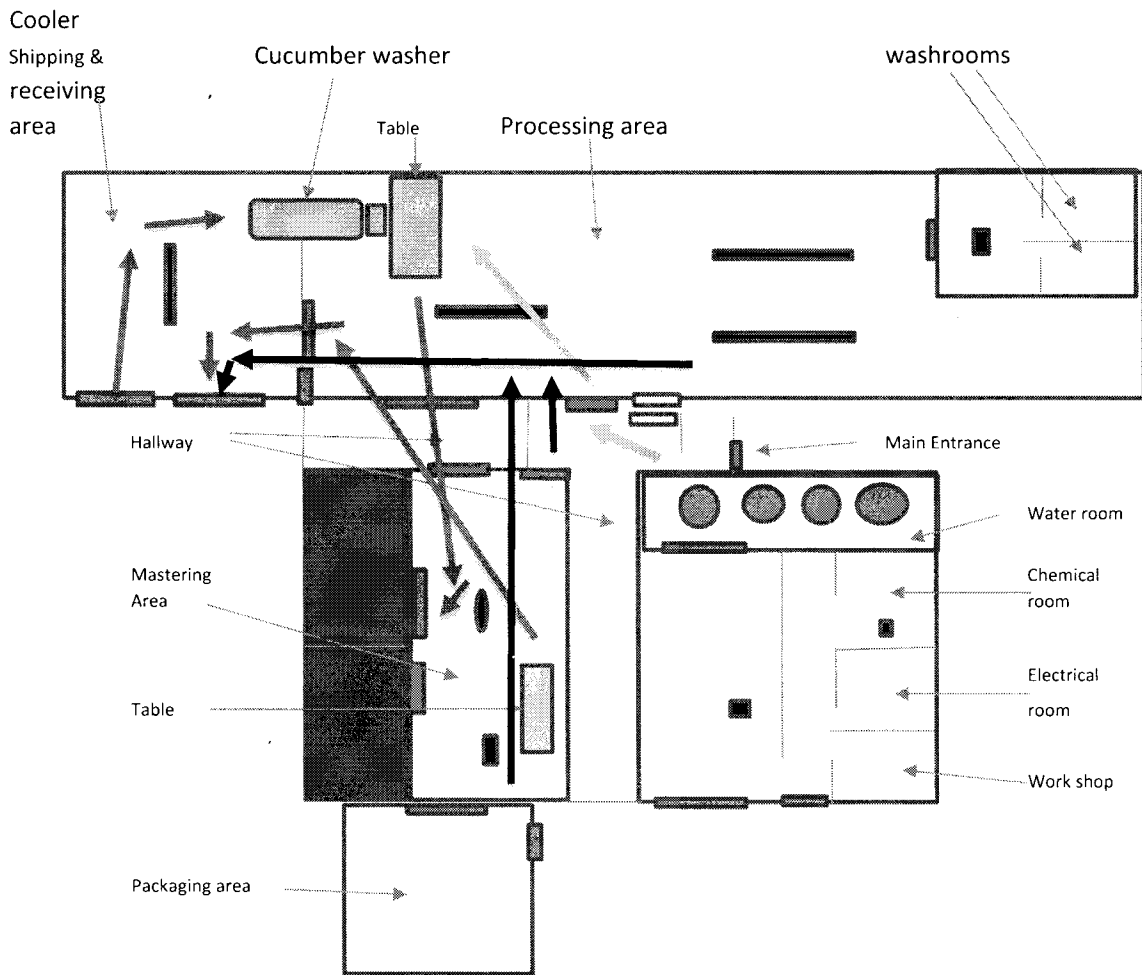 Cooler
Shipping &
receiving
area
Cucumber washer
Table
Processing area
washrooms
Hallway
Main Entrance
Water room
Mastering
Area
Chemical
room
Table
Electrical
room
Work shop
Packaging area